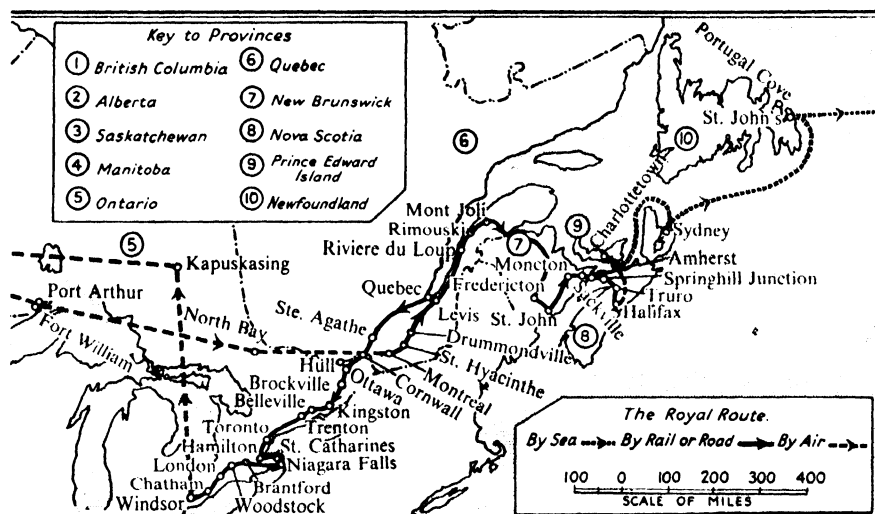 Key to Provinces
① British Columbia
② Alberta
③ Saskatchewan
④ Manitoba
⑤ Ontario
⑥ Quebec
⑦ New Brunswick
⑧ Nova Scotia
⑨ Prince Edward
Island
⑩ Newfoundland
Portugal Cove
St. John's
⑩
⑥
Charlottetown
Mont Joli
Rimouski
Riviere du Loup
⑨
⑦
Sydney
Amherst
Moncton
Springhill Junction
Sackville
Truro
Halifax
⑤
Kapuskasing
Quebec
Fredericton
Port Arthur
Ste. Agathe
Levis
St. John
North Bay
⑧
Fort William
Drummondville
St. Hyacinthe
Hüll
Montreal
Brockville
Ottawa
Cornwall
Belleville
Kingston
Toronto
Trenton
Hamilton
St. Catharines
London
Niagara Falls
Chatham
Brantford
Windsor
Woodstock
The Royal Route.
By Sea By Rail or Road By Air
100 0 100 200 300 400
SCALE OF MILES